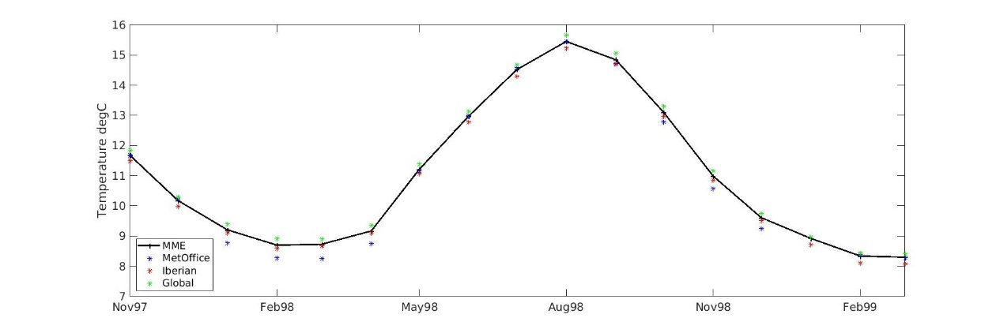 16
15
14
13
12
11
10
9
8
7
Temperature degC
MME
MetOffice
Iberian
Global
Nov97
Feb98
May98
Aug98
Nov98
Feb99